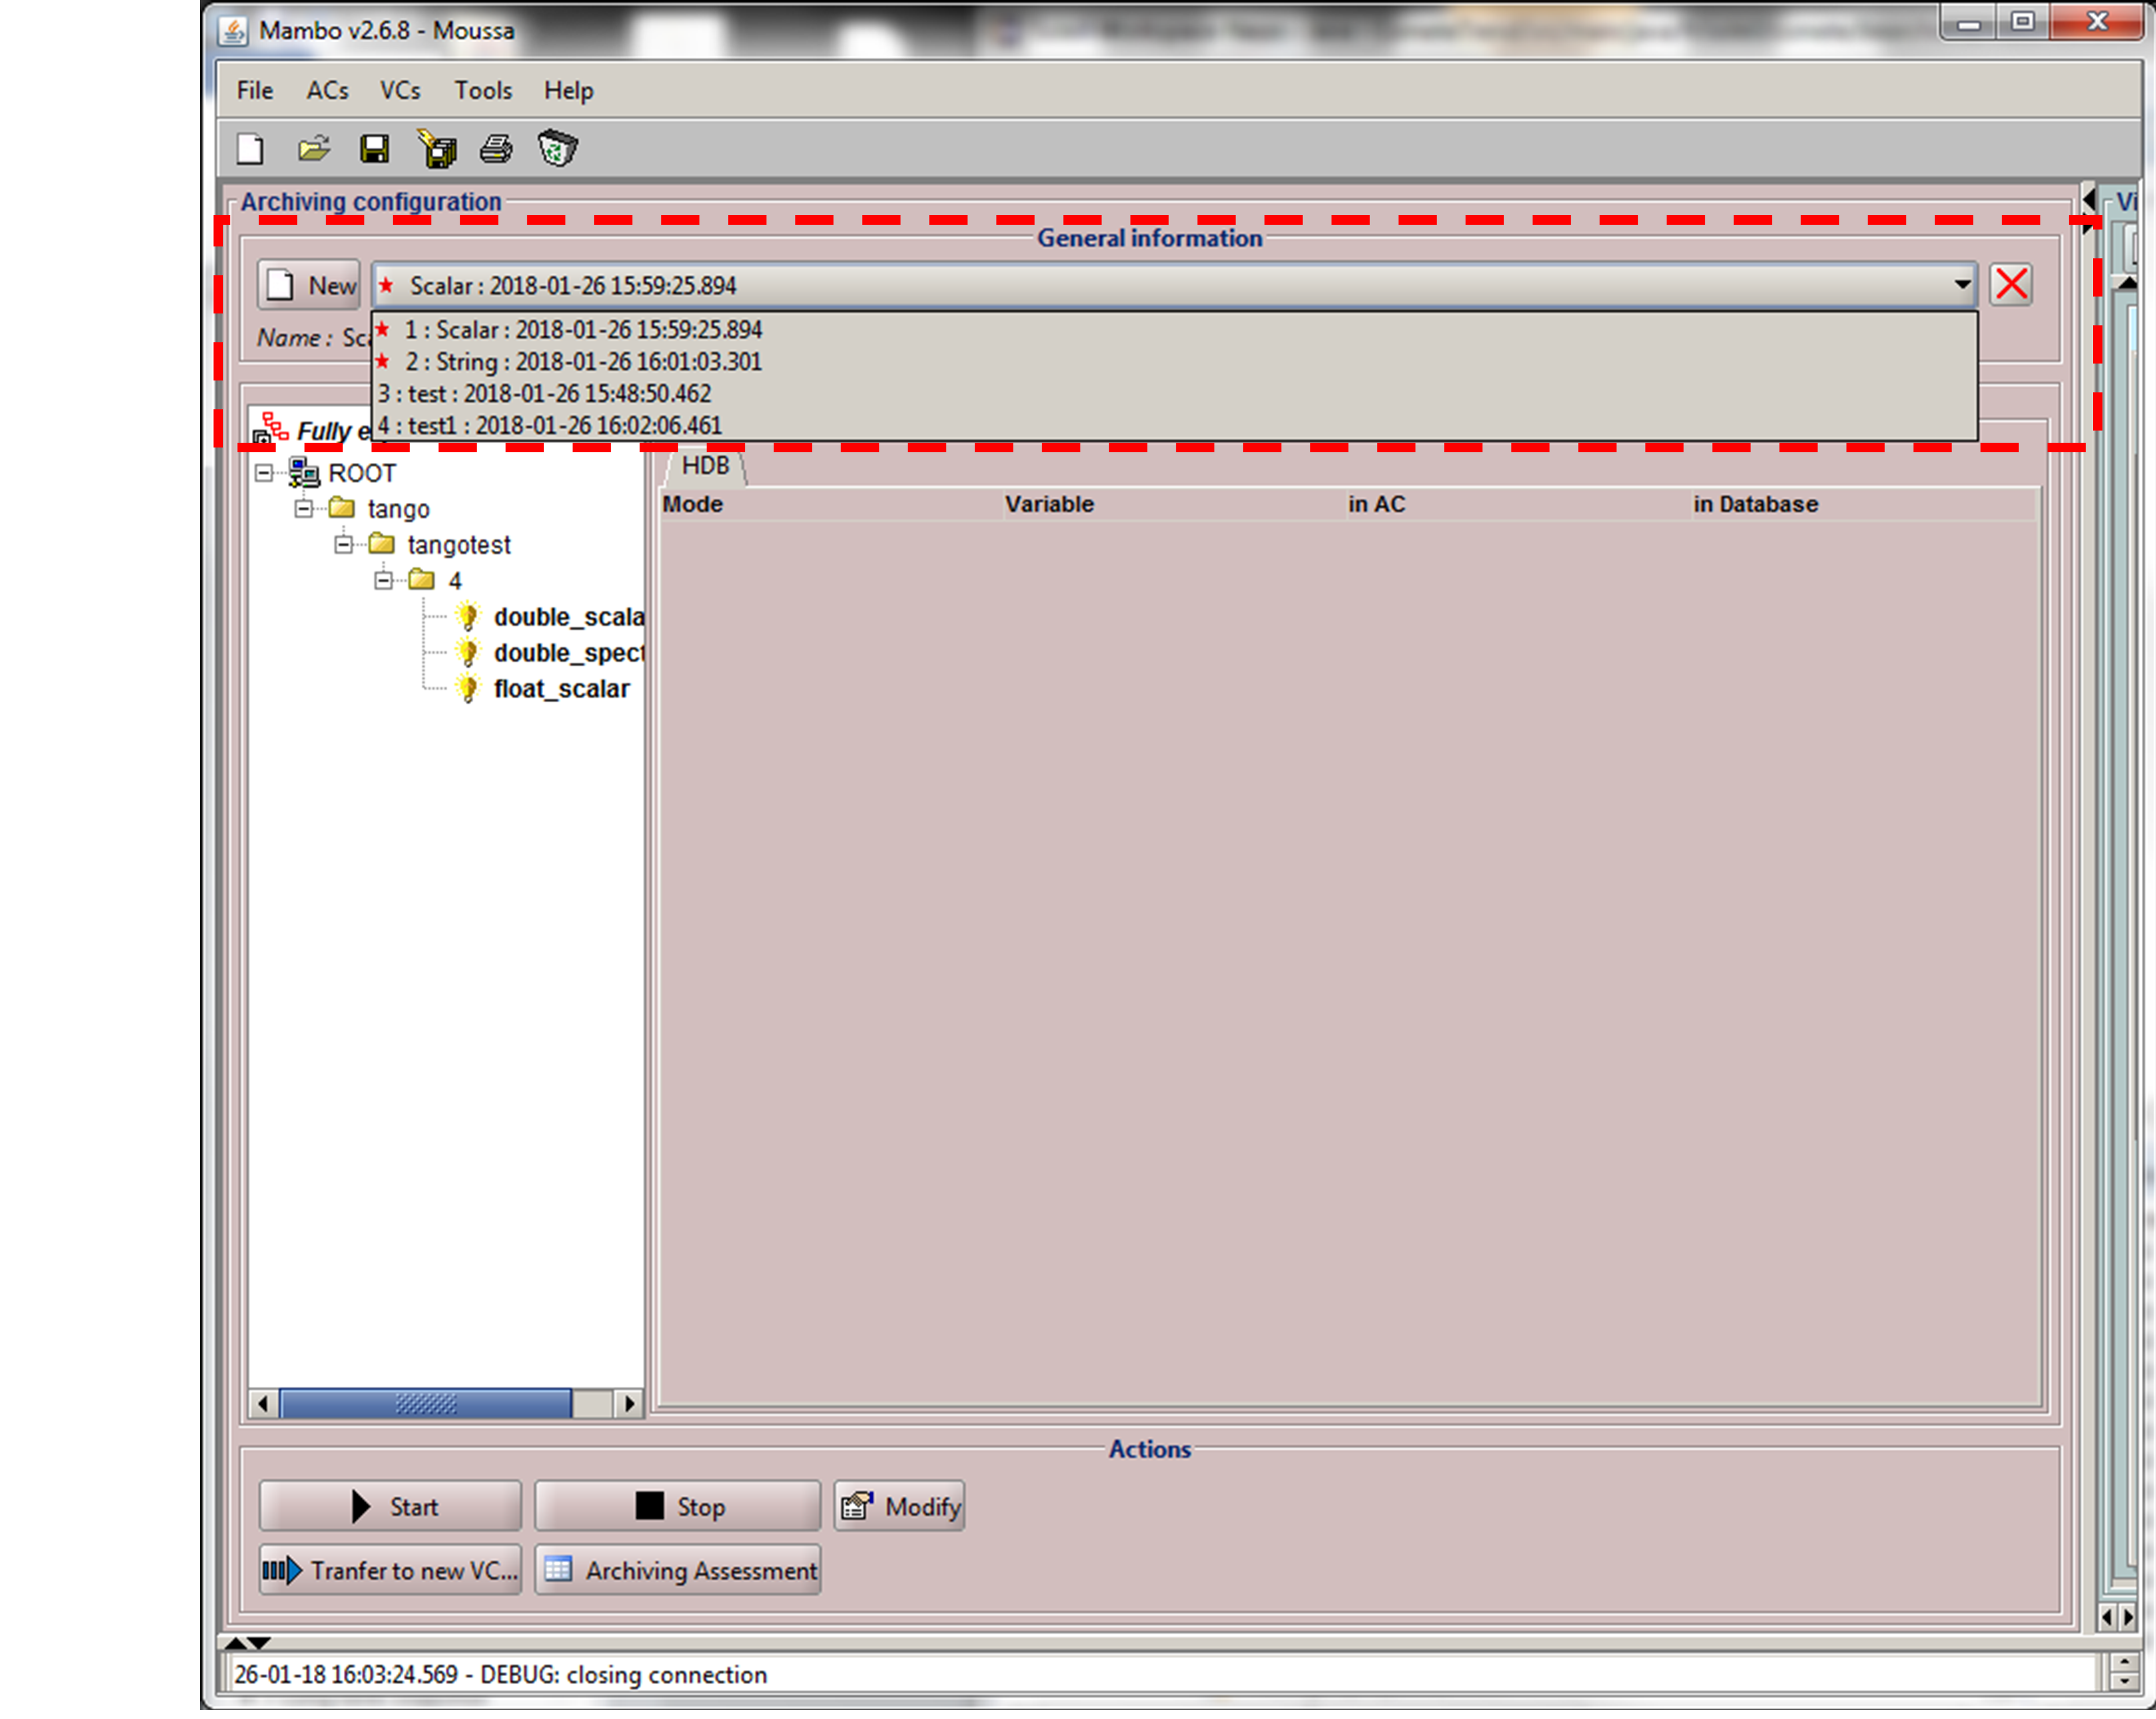 Mambo v2.6.8 - Moussa
File ACs VCs Tools Help
Archiving configuration
Vi
General information
New
Scalar : 2018-01-26 15:59:25.894
1 : Scalar : 2018-01-26 15:59:25.894
Name : Sca
2 : String : 2018-01-26 16:01:03.301
3 : test : 2018-01-26 15:48:50.462
4 : test1 : 2018-01-26 16:02:06.461
Fully e
ROOT
tango
tangotest
4
double_scala
double_spect
float_scalar
HDB
Mode Variable in AC in Database
Actions
Start Stop Modify
Tranfer to new VC... Archiving Assessment
26-01-18 16:03:24.569 - DEBUG: closing connection